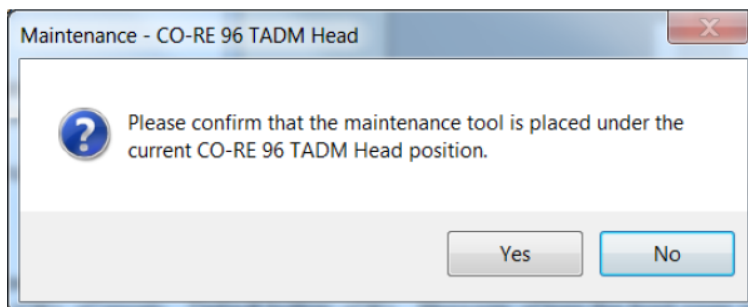 Maintenance - CO-RE 96 TADM Head
Please confirm that the maintenance tool is placed under the
current CO-RE 96 TADM Head position.
Yes
No